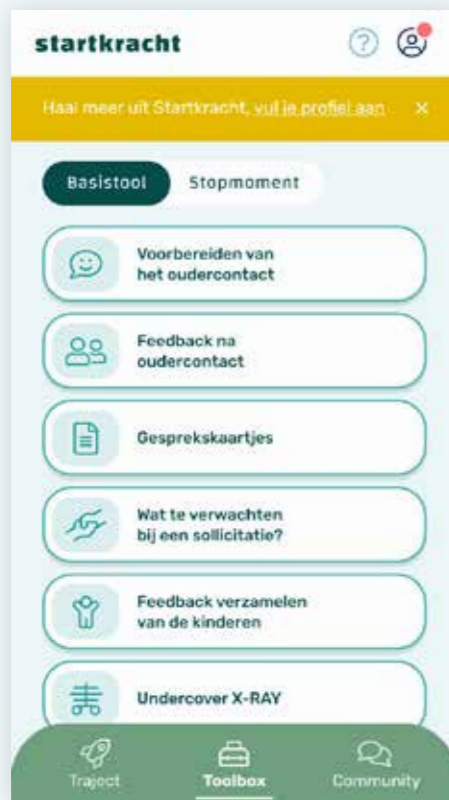 startkracht
Haal meer uit Startkracht, vul je profiel aan
Basistool
Stopmoment
Voorbereiden van
het oudercontact
Feedback na
oudercontact
Gesprekskaartjes
Wat te verwachten
bij een sollicitatie?
Feedback verzamelen
van de kinderen
Undercover X-RAY
Traject
Toolbox
Community